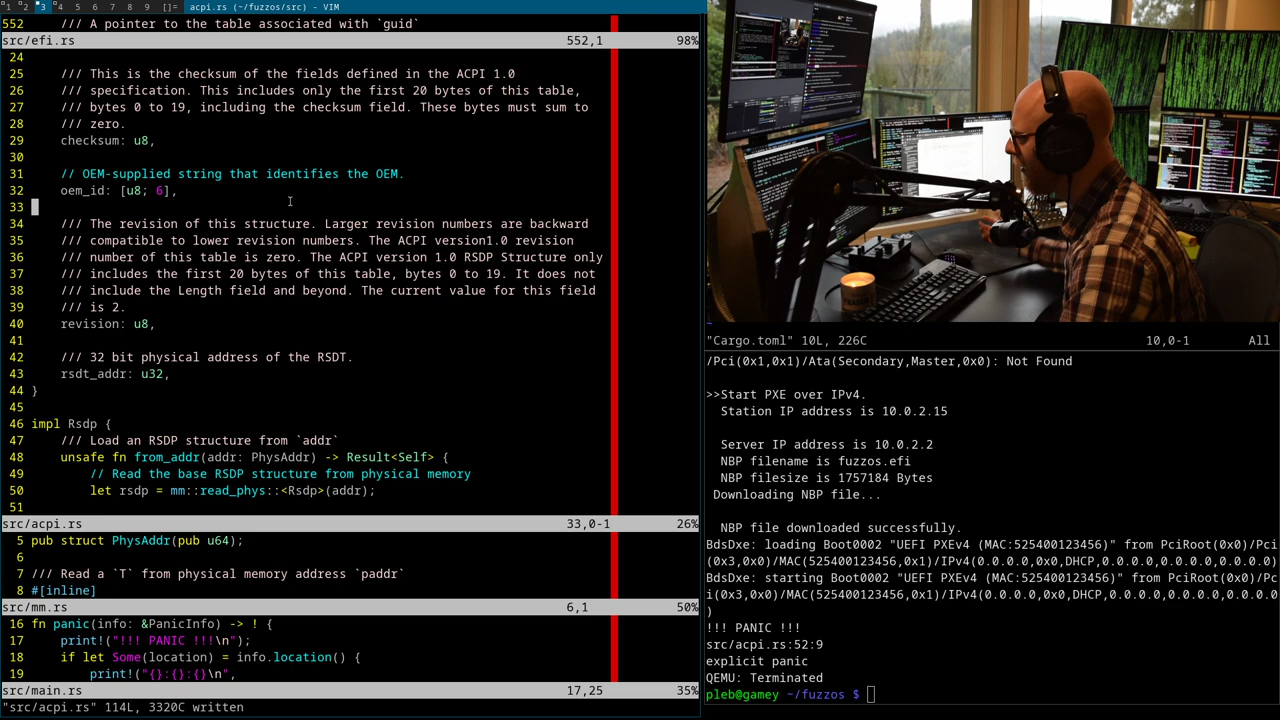 1 2 3 4 5 6 7 8 9 []= acpi.rs (~/fuzzos/src) - VIM
552 /// A pointer to the table associated with `guid`
src/efi.rs 552,1 98%
24
25 /// This is the checksum of the fields defined in the ACPI 1.0
26 /// specification. This includes only the first 20 bytes of this table,
27 /// bytes 0 to 19, including the checksum field. These bytes must sum to
28 /// zero.
29 checksum: u8,
30
31 // OEM-supplied string that identifies the OEM.
32 oem_id: [u8; 6],
33
34 /// The revision of this structure. Larger revision numbers are backward
35 /// compatible to lower revision numbers. The ACPI version1.0 revision
36 /// number of this table is zero. The ACPI version 1.0 RSDP Structure only
37 /// includes the first 20 bytes of this table, bytes 0 to 19. It does not
38 /// include the Length field and beyond. The current value for this field
39 /// is 2.
40 revision: u8,
41
42 /// 32 bit physical address of the RSDT.
43 rsdt_addr: u32,
44 }
45
46 impl Rsdp {
47 /// Load an RSDP structure from `addr`
48 unsafe fn from_addr(addr: PhysAddr) -> Result<Self> {
49 // Read the base RSDP structure from physical memory
50 let rsdp = mm::read_phys::<Rsdp>(addr);
51
src/acpi.rs 33,0-1 26%
5 pub struct PhysAddr(pub u64);
6
7 /// Read a `T` from physical memory address `paddr`
8 #[inline]
src/mm.rs 6,1 50%
16 fn panic(info: &PanicInfo) -> ! {
17 print!("!!! PANIC !!!\n");
18 if let Some(location) = info.location() {
19 print!("{}:{}:{}\n",
src/main.rs 17,25 35%
"src/acpi.rs" 114L, 3320C written
~
"Cargo.toml" 10L, 226C 10,0-1 All
/Pci(0x1,0x1)/Ata(Secondary,Master,0x0): Not Found
>>Start PXE over IPv4.
Station IP address is 10.0.2.15
Server IP address is 10.0.2.2
NBP filename is fuzzos.efi
NBP filesize is 1757184 Bytes
Downloading NBP file...
NBP file downloaded successfully.
BdsDxe: loading Boot0002 "UEFI PXEv4 (MAC:525400123456)" from PciRoot(0x0)/Pci
(0x3,0x0)/MAC(525400123456,0x1)/IPv4(0.0.0.0,0x0,DHCP,0.0.0.0,0.0.0.0,0.0.0.0)
BdsDxe: starting Boot0002 "UEFI PXEv4 (MAC:525400123456)" from PciRoot(0x0)/Pc
i(0x3,0x0)/MAC(525400123456,0x1)/IPv4(0.0.0.0,0x0,DHCP,0.0.0.0,0.0.0.0,0.0.0.0
)
!!! PANIC !!!
src/acpi.rs:52:9
explicit panic
QEMU: Terminated
pleb@gamey ~/fuzzos $